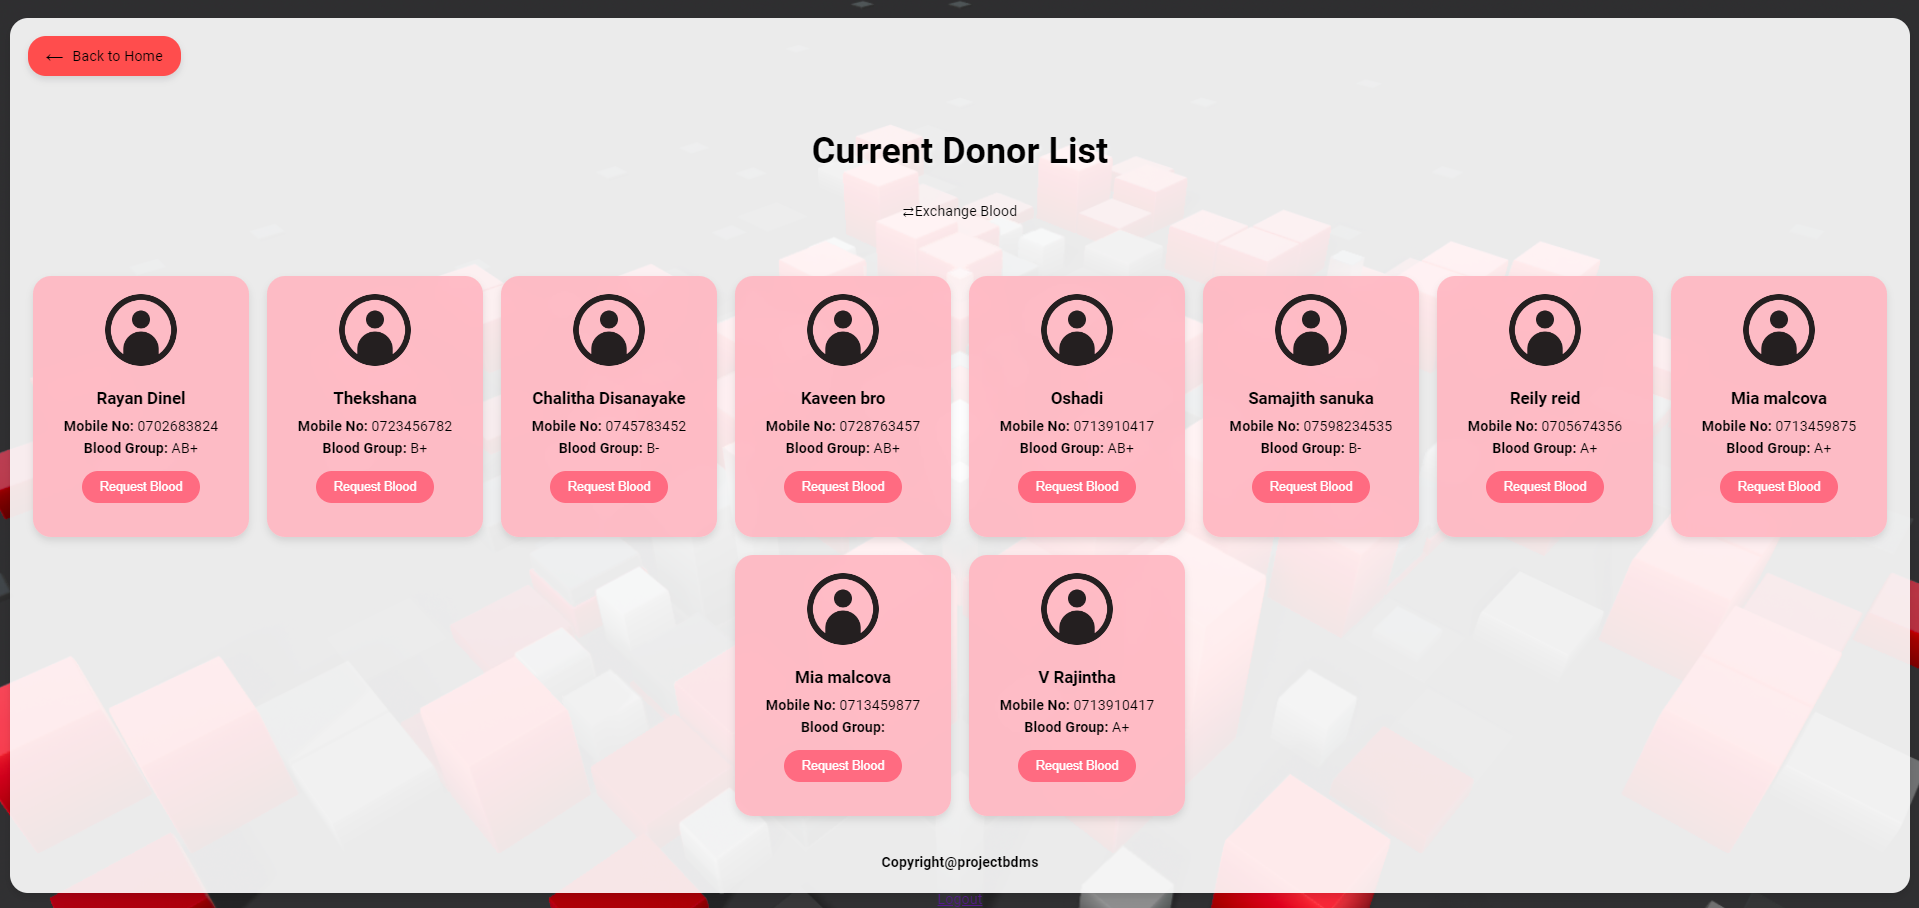 ← Back to Home
Current Donor List
⇄Exchange Blood
Rayan Dinel
Mobile No: 0702683824
Blood Group: AB+
Request Blood
Thekshana
Mobile No: 0723456782
Blood Group: B+
Request Blood
Chalitha Disanayake
Mobile No: 0745783452
Blood Group: B-
Request Blood
Kaveen bro
Mobile No: 0728763457
Blood Group: AB+
Request Blood
Oshadi
Mobile No: 0713910417
Blood Group: AB+
Request Blood
Samajith sanuka
Mobile No: 07598234535
Blood Group: B-
Request Blood
Reily reid
Mobile No: 0705674356
Blood Group: A+
Request Blood
Mia malcova
Mobile No: 0713459875
Blood Group: A+
Request Blood
Mia malcova
Mobile No: 0713459877
Blood Group:
Request Blood
V Rajintha
Mobile No: 0713910417
Blood Group: A+
Request Blood
Copyright@projectbdms
Logout